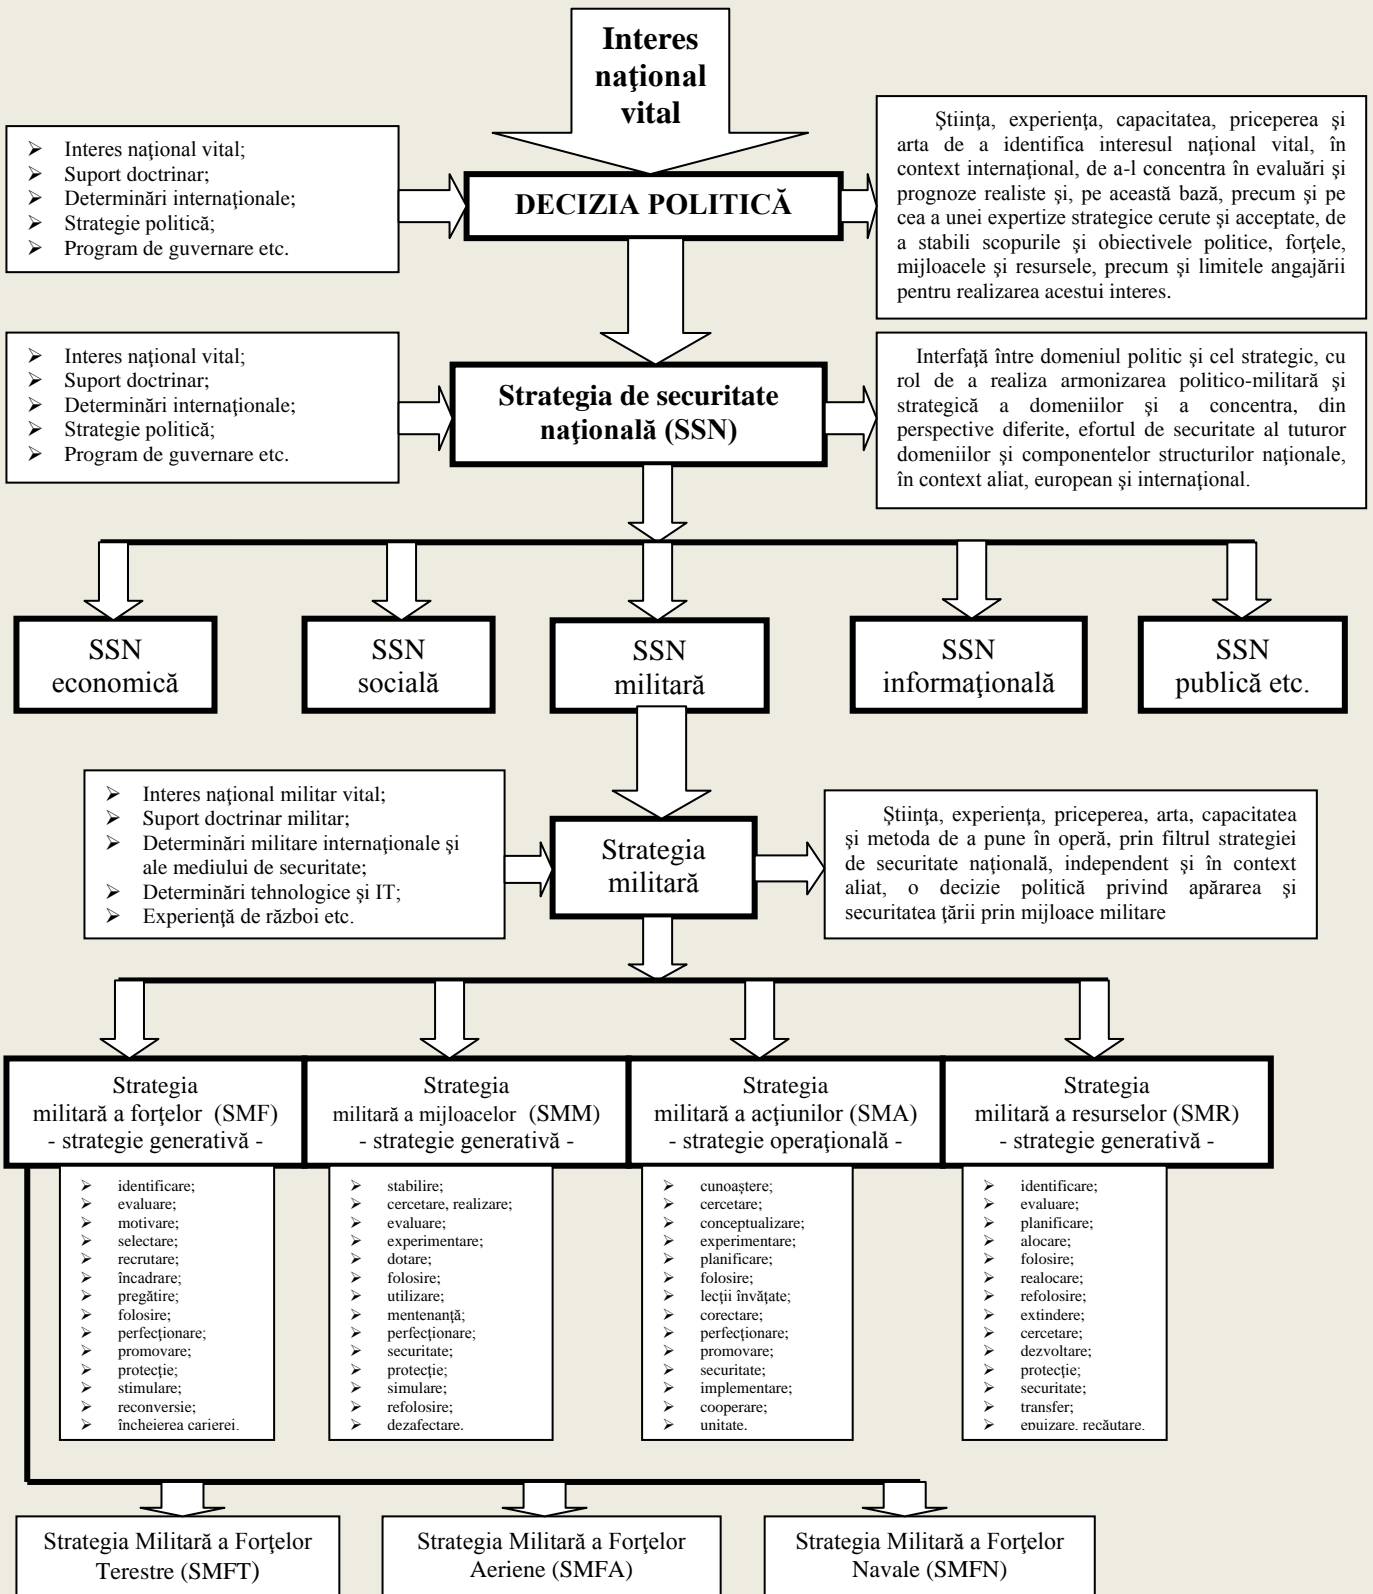 Interes
naţional
vital
➢ Interes naţional vital;
➢ Suport doctrinar;
➢ Determinări internaţionale;
➢ Strategie politică;
➢ Program de guvernare etc.
DECIZIA POLITICĂ
Ştiinţa, experienţa, capacitatea, priceperea şi
arta de a identifica interesul naţional vital, în
context internaţional, de a-l concentra în evaluări şi
prognoze realiste şi, pe această bază, precum şi pe
cea a unei expertize strategice cerute şi acceptate, de
a stabili scopurile şi obiectivele politice, forţele,
mijloacele şi resursele, precum şi limitele angajării
pentru realizarea acestui interes.
➢ Interes naţional vital;
➢ Suport doctrinar;
➢ Determinări internaţionale;
➢ Strategie politică;
➢ Program de guvernare etc.
Strategia de securitate
naţională (SSN)
Interfaţă între domeniul politic şi cel strategic, cu
rol de a realiza armonizarea politico-militară şi
strategică a domeniilor şi a concentra, din
perspective diferite, efortul de securitate al tuturor
domeniilor şi componentelor structurilor naţionale,
în context aliat, european şi internaţional.
SSN
economică
SSN
socială
SSN
militară
SSN
informaţională
SSN
publică etc.
➢ Interes naţional militar vital;
➢ Suport doctrinar militar;
➢ Determinări militare internaţionale şi
ale mediului de securitate;
➢ Determinări tehnologice şi IT;
➢ Experienţă de război etc.
Strategia
militară
Ştiinţa, experienţa, priceperea, arta, capacitatea
şi metoda de a pune în operă, prin filtrul strategiei
de securitate naţională, independent şi în context
aliat, o decizie politică privind apărarea şi
securitatea ţării prin mijloace militare
Strategia
militară a forţelor (SMF)
- strategie generativă -
➢ identificare;
➢ evaluare;
➢ motivare;
➢ selectare;
➢ recrutare;
➢ încadrare;
➢ pregătire;
➢ folosire;
➢ perfecţionare;
➢ promovare;
➢ protecţie;
➢ stimulare;
➢ reconversie;
➢ încheierea carierei.
Strategia
militară a mijloacelor (SMM)
- strategie generativă -
➢ stabilire;
➢ cercetare, realizare;
➢ evaluare;
➢ experimentare;
➢ dotare;
➢ folosire;
➢ utilizare;
➢ mentenanţă;
➢ perfecţionare;
➢ securitate;
➢ protecţie;
➢ simulare;
➢ refolosire;
➢ dezafectare.
Strategia
militară a acţiunilor (SMA)
- strategie operaţională -
➢ cunoaştere;
➢ cercetare;
➢ conceptualizare;
➢ experimentare;
➢ planificare;
➢ folosire;
➢ lecţii învăţate;
➢ corectare;
➢ perfecţionare;
➢ promovare;
➢ securitate;
➢ implementare;
➢ cooperare;
➢ unitate.
Strategia
militară a resurselor (SMR)
- strategie generativă -
➢ identificare;
➢ evaluare;
➢ planificare;
➢ alocare;
➢ folosire;
➢ realocare;
➢ refolosire;
➢ extindere;
➢ cercetare;
➢ dezvoltare;
➢ protecţie;
➢ securitate;
➢ transfer;
➢ epuizare, recăutare.
Strategia Militară a Forţelor
Terestre (SMFT)
Strategia Militară a Forţelor
Aeriene (SMFA)
Strategia Militară a Forţelor
Navale (SMFN)